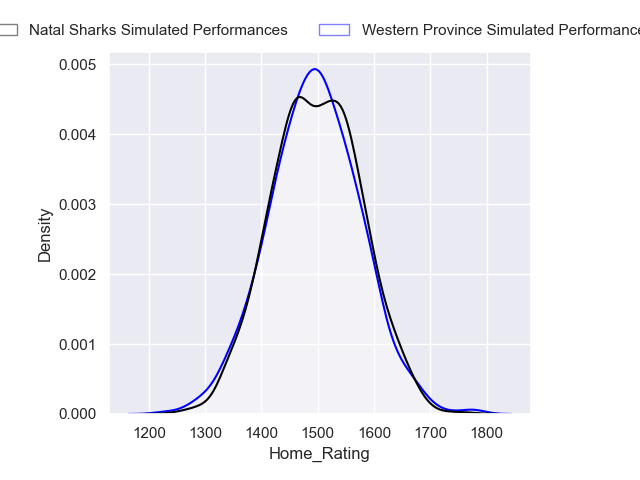 Natal Sharks Simulated Performances
Western Province Simulated Performance
0.005
0.004
0.003
0.002
0.001
0.000
Density
1200 1300 1400 1500 1600 1700 1800
Home_Rating